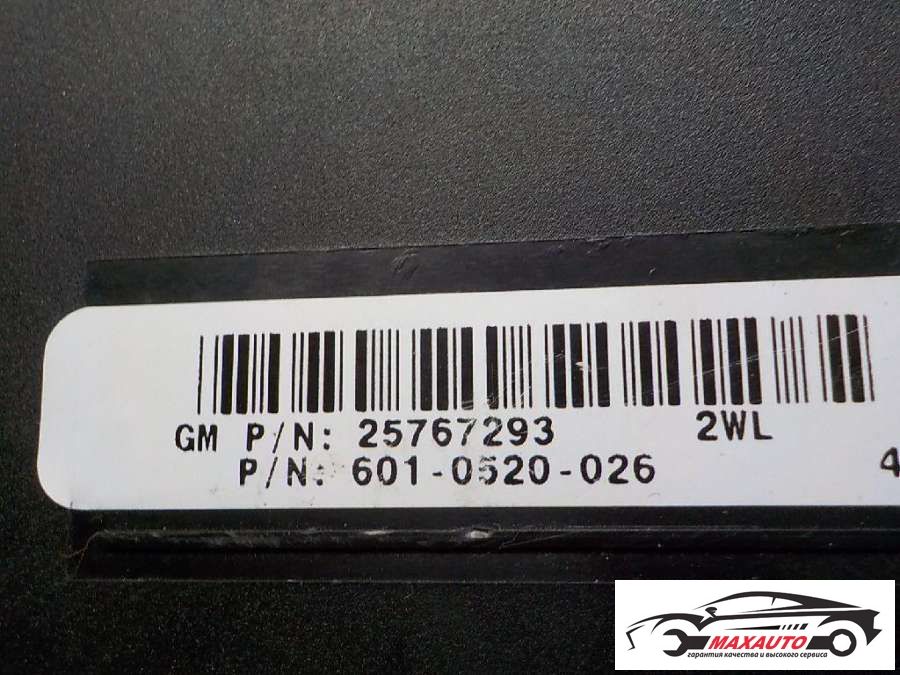 GM P/N: 25767293 2WL
P/N: 601-0520-026 4
MAXAUTO
гарантия качества и высокого сервиса